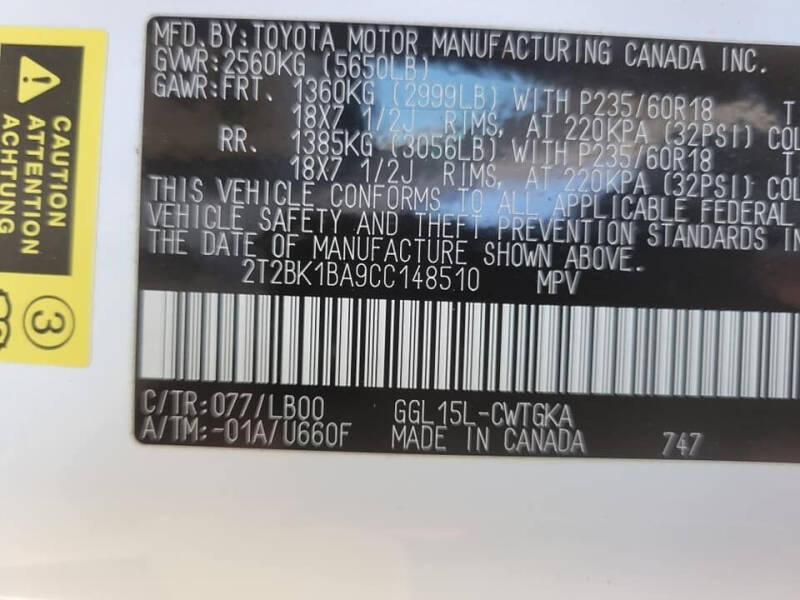 MFD.BY:TOYOTA MOTOR MANUFACTURING CANADA INC.
GVWR:2560KG (5650LB)
GAWR:FRT. 1360KG (2999LB) WITH P235/60R18 T
18X7 1/2J RIMS, AT 220KPA (32PSI) COL
RR. 1385KG (3056LB) WITH P235/60R18 T
18X7 1/2J RIMS, AT 220KPA (32PSI) COL
THIS VEHICLE CONFORMS TO ALL APPLICABLE FEDERAL
VEHICLE SAFETY AND THEFT PREVENTION STANDARDS IN
THE DATE OF MANUFACTURE SHOWN ABOVE.
2T2BK1BA9CC148510 MPV
C/TR:077/LB00 GGL15L-CWTGKA
A/TM:-01A/U660F MADE IN CANADA 747
CAUTION
ATTENTION
ACHTUNG
3